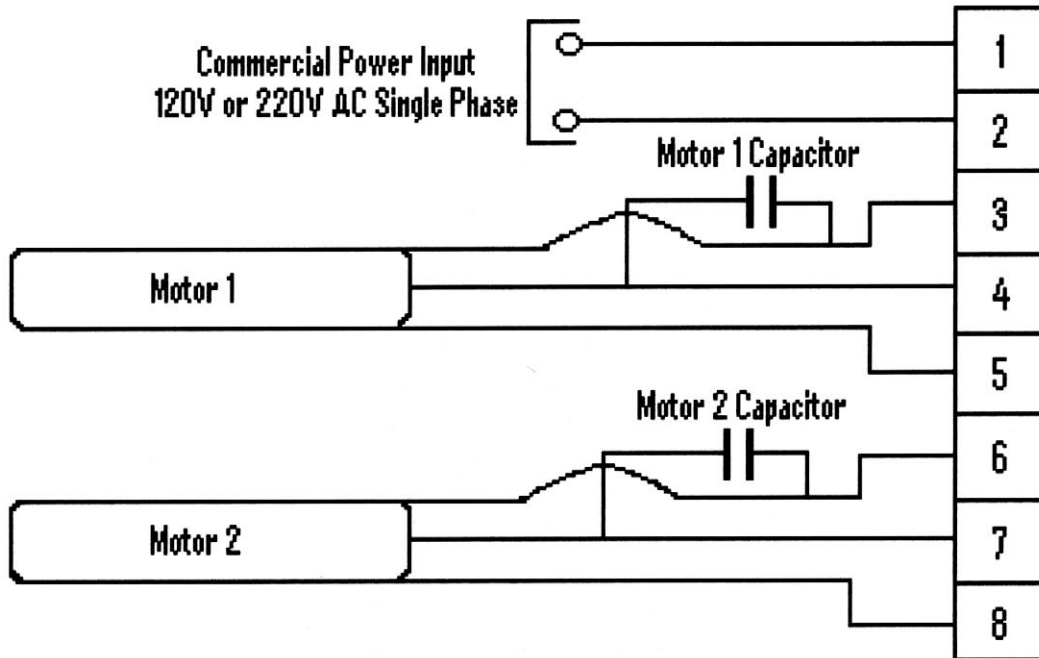 Commercial Power Input
120V or 220V AC Single Phase
1
2
Motor 1 Capacitor
3
Motor 1
4
5
Motor 2 Capacitor
6
Motor 2
7
8